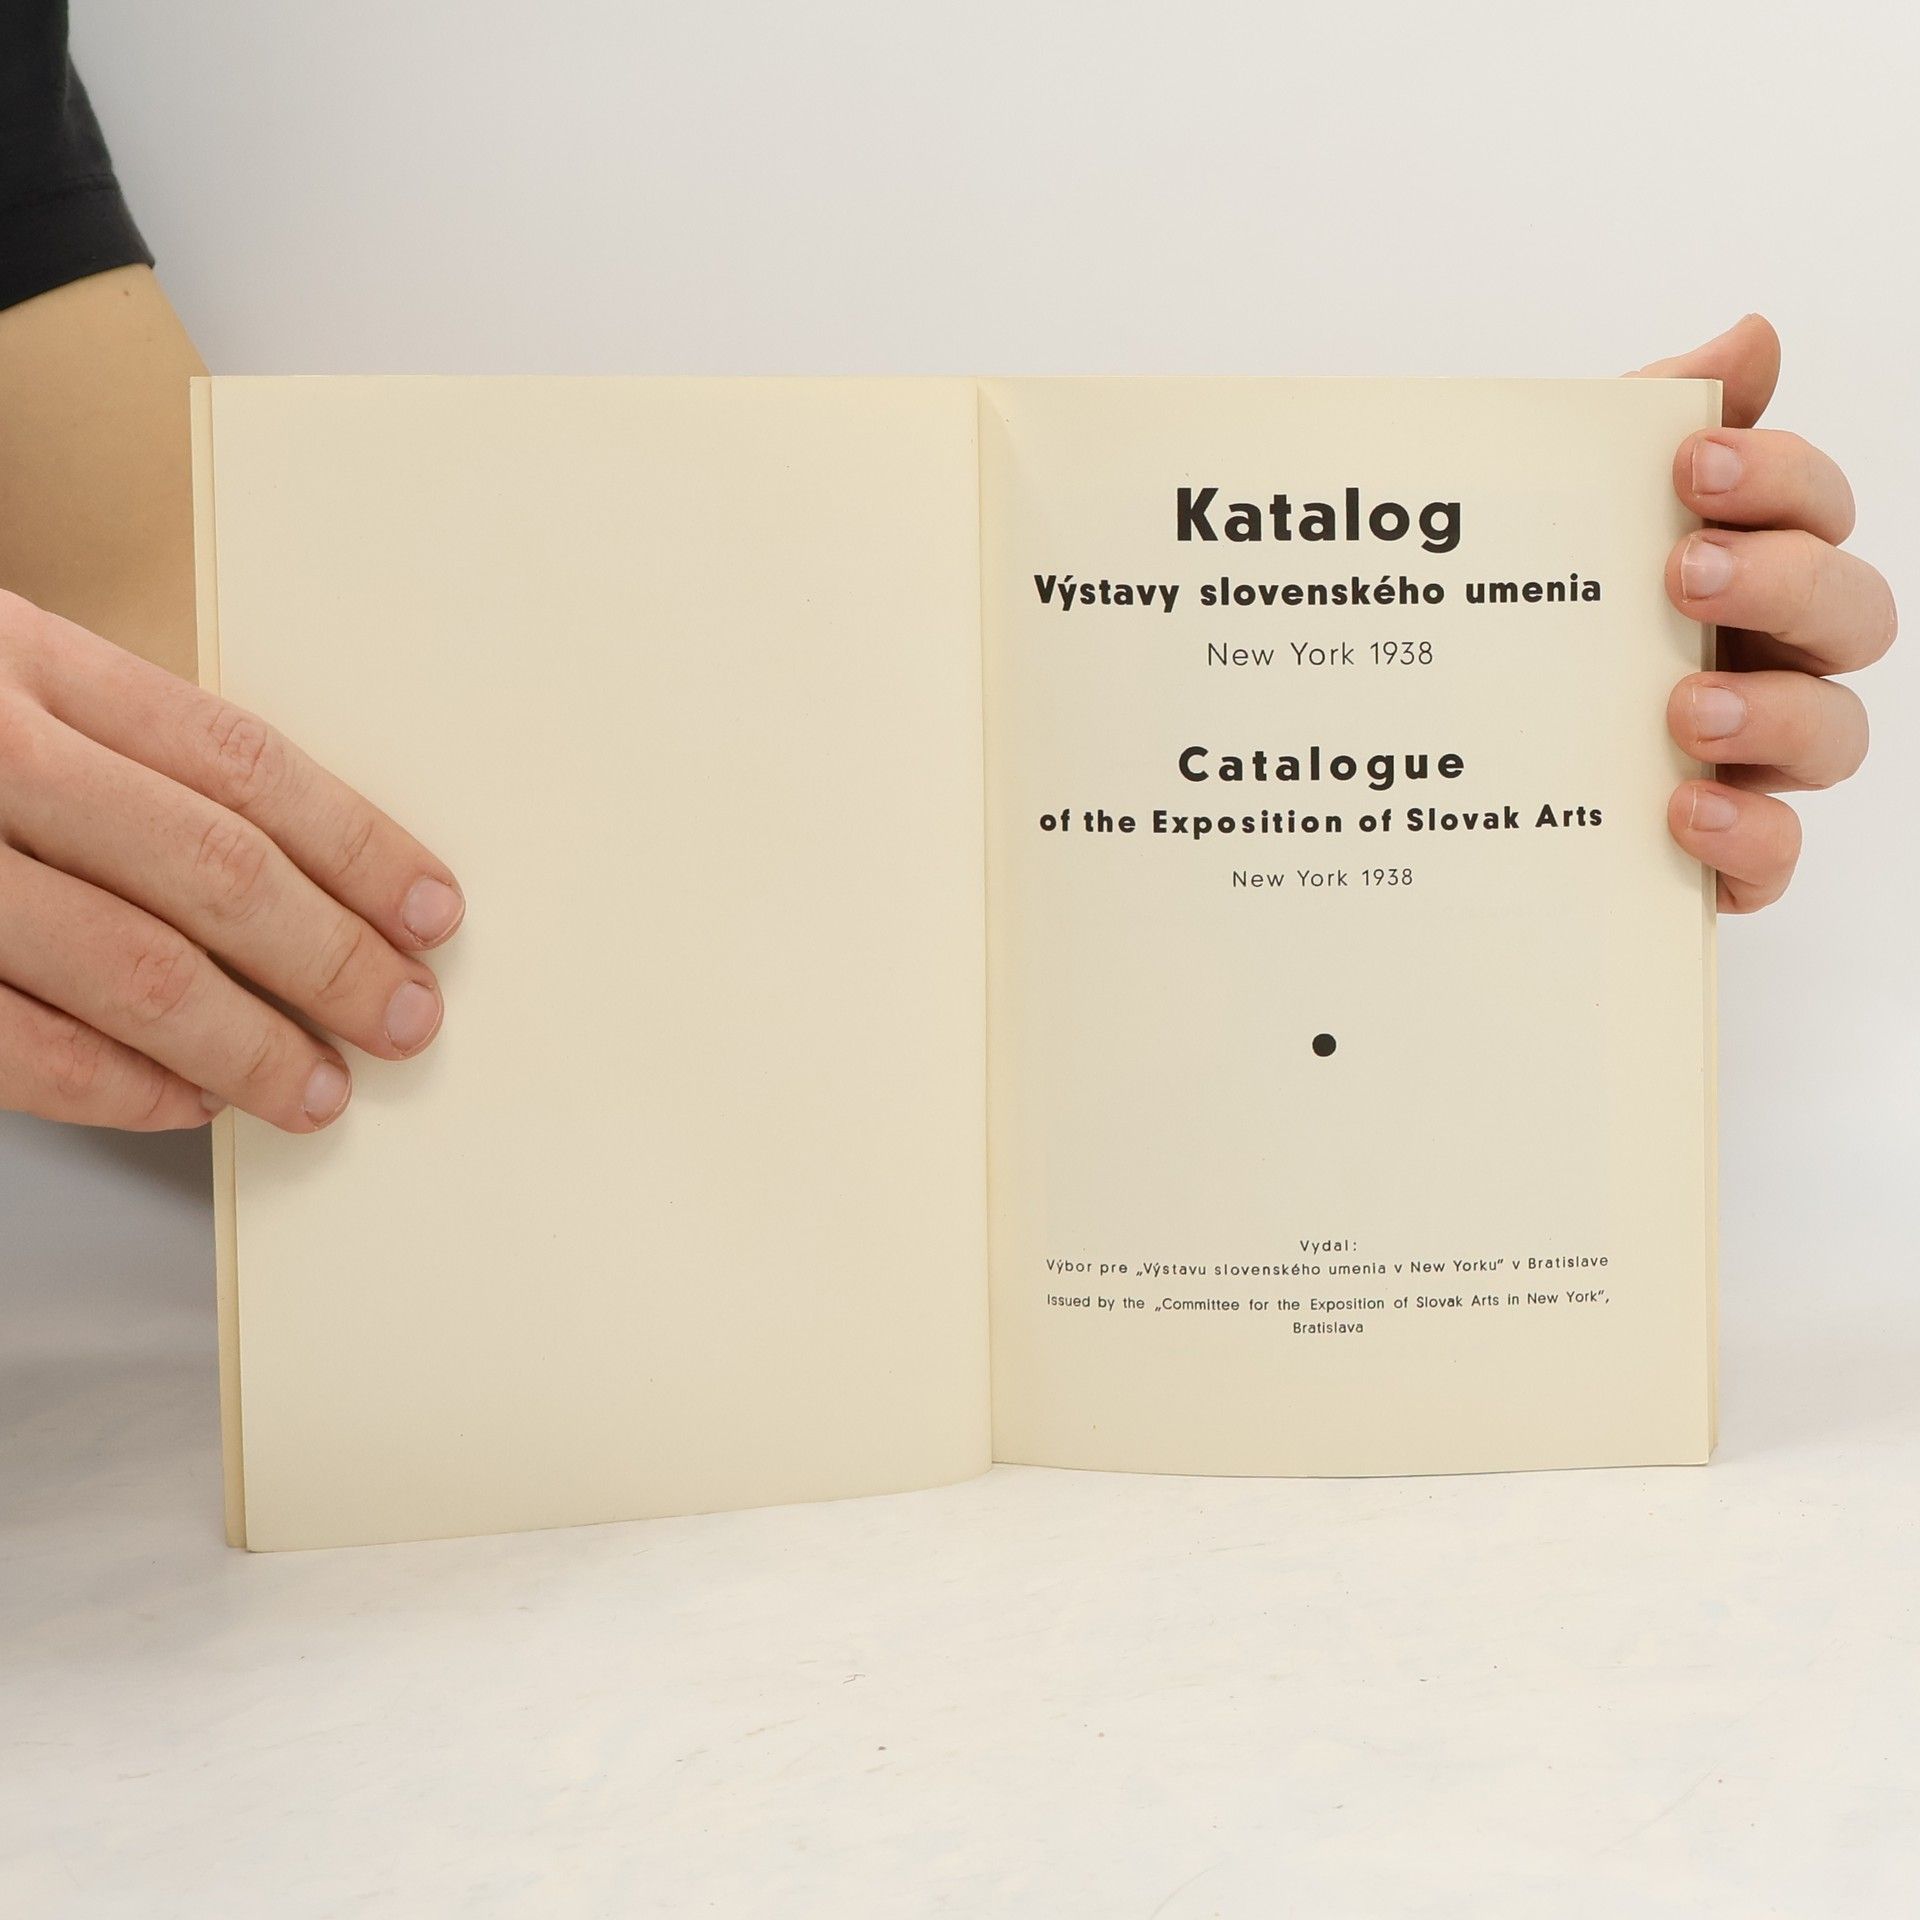 Katalog
Výstavy slovenského umenia
New York 1938
Catalogue
of the Exposition of Slovak Arts
New York 1938
Vydal:
Výbor pre „Výstavu slovenského umenia v New Yorku" v Bratislave
Issued by the „Committee for the Exposition of Slovak Arts in New York",
Bratislava